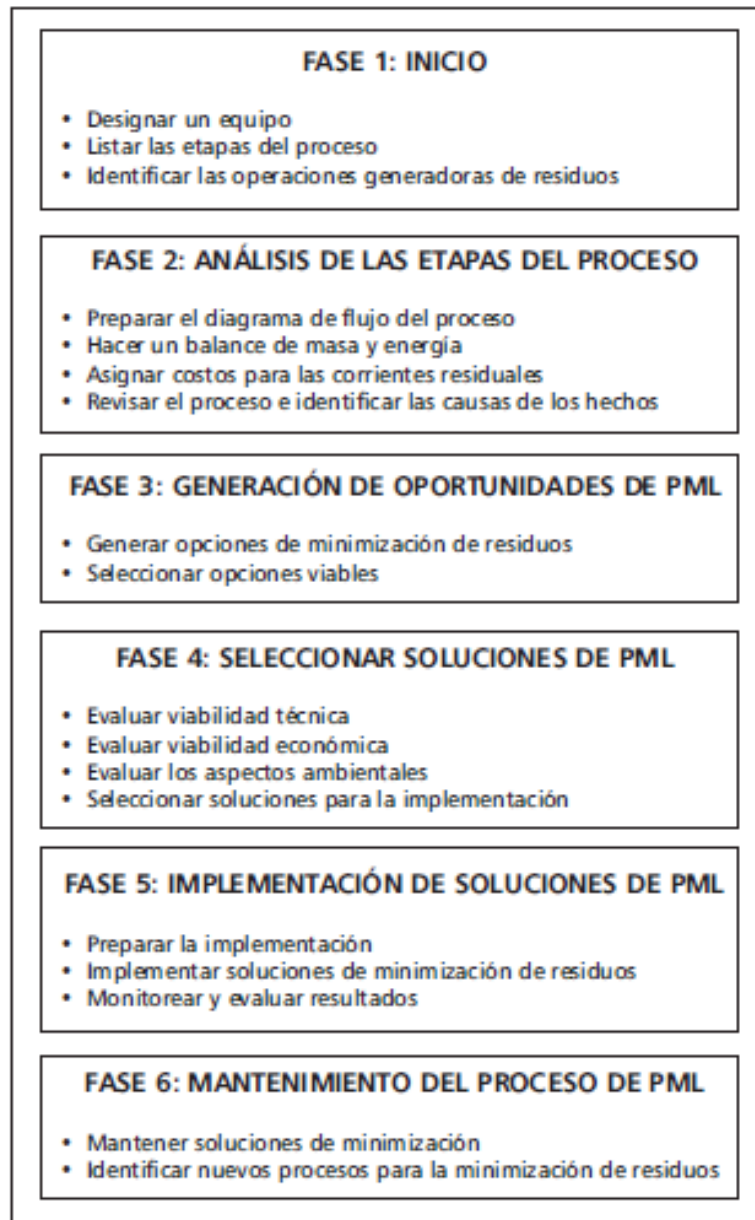 FASE 1: INICIO
• Designar un equipo
• Listar las etapas del proceso
• Identificar las operaciones generadoras de residuos
FASE 2: ANÁLISIS DE LAS ETAPAS DEL PROCESO
• Preparar el diagrama de flujo del proceso
• Hacer un balance de masa y energía
• Asignar costos para las corrientes residuales
• Revisar el proceso e identificar las causas de los hechos
FASE 3: GENERACIÓN DE OPORTUNIDADES DE PML
• Generar opciones de minimización de residuos
• Seleccionar opciones viables
FASE 4: SELECCIONAR SOLUCIONES DE PML
• Evaluar viabilidad técnica
• Evaluar viabilidad económica
• Evaluar los aspectos ambientales
• Seleccionar soluciones para la implementación
FASE 5: IMPLEMENTACIÓN DE SOLUCIONES DE PML
• Preparar la implementación
• Implementar soluciones de minimización de residuos
• Monitorear y evaluar resultados
FASE 6: MANTENIMIENTO DEL PROCESO DE PML
• Mantener soluciones de minimización
• Identificar nuevos procesos para la minimización de residuos